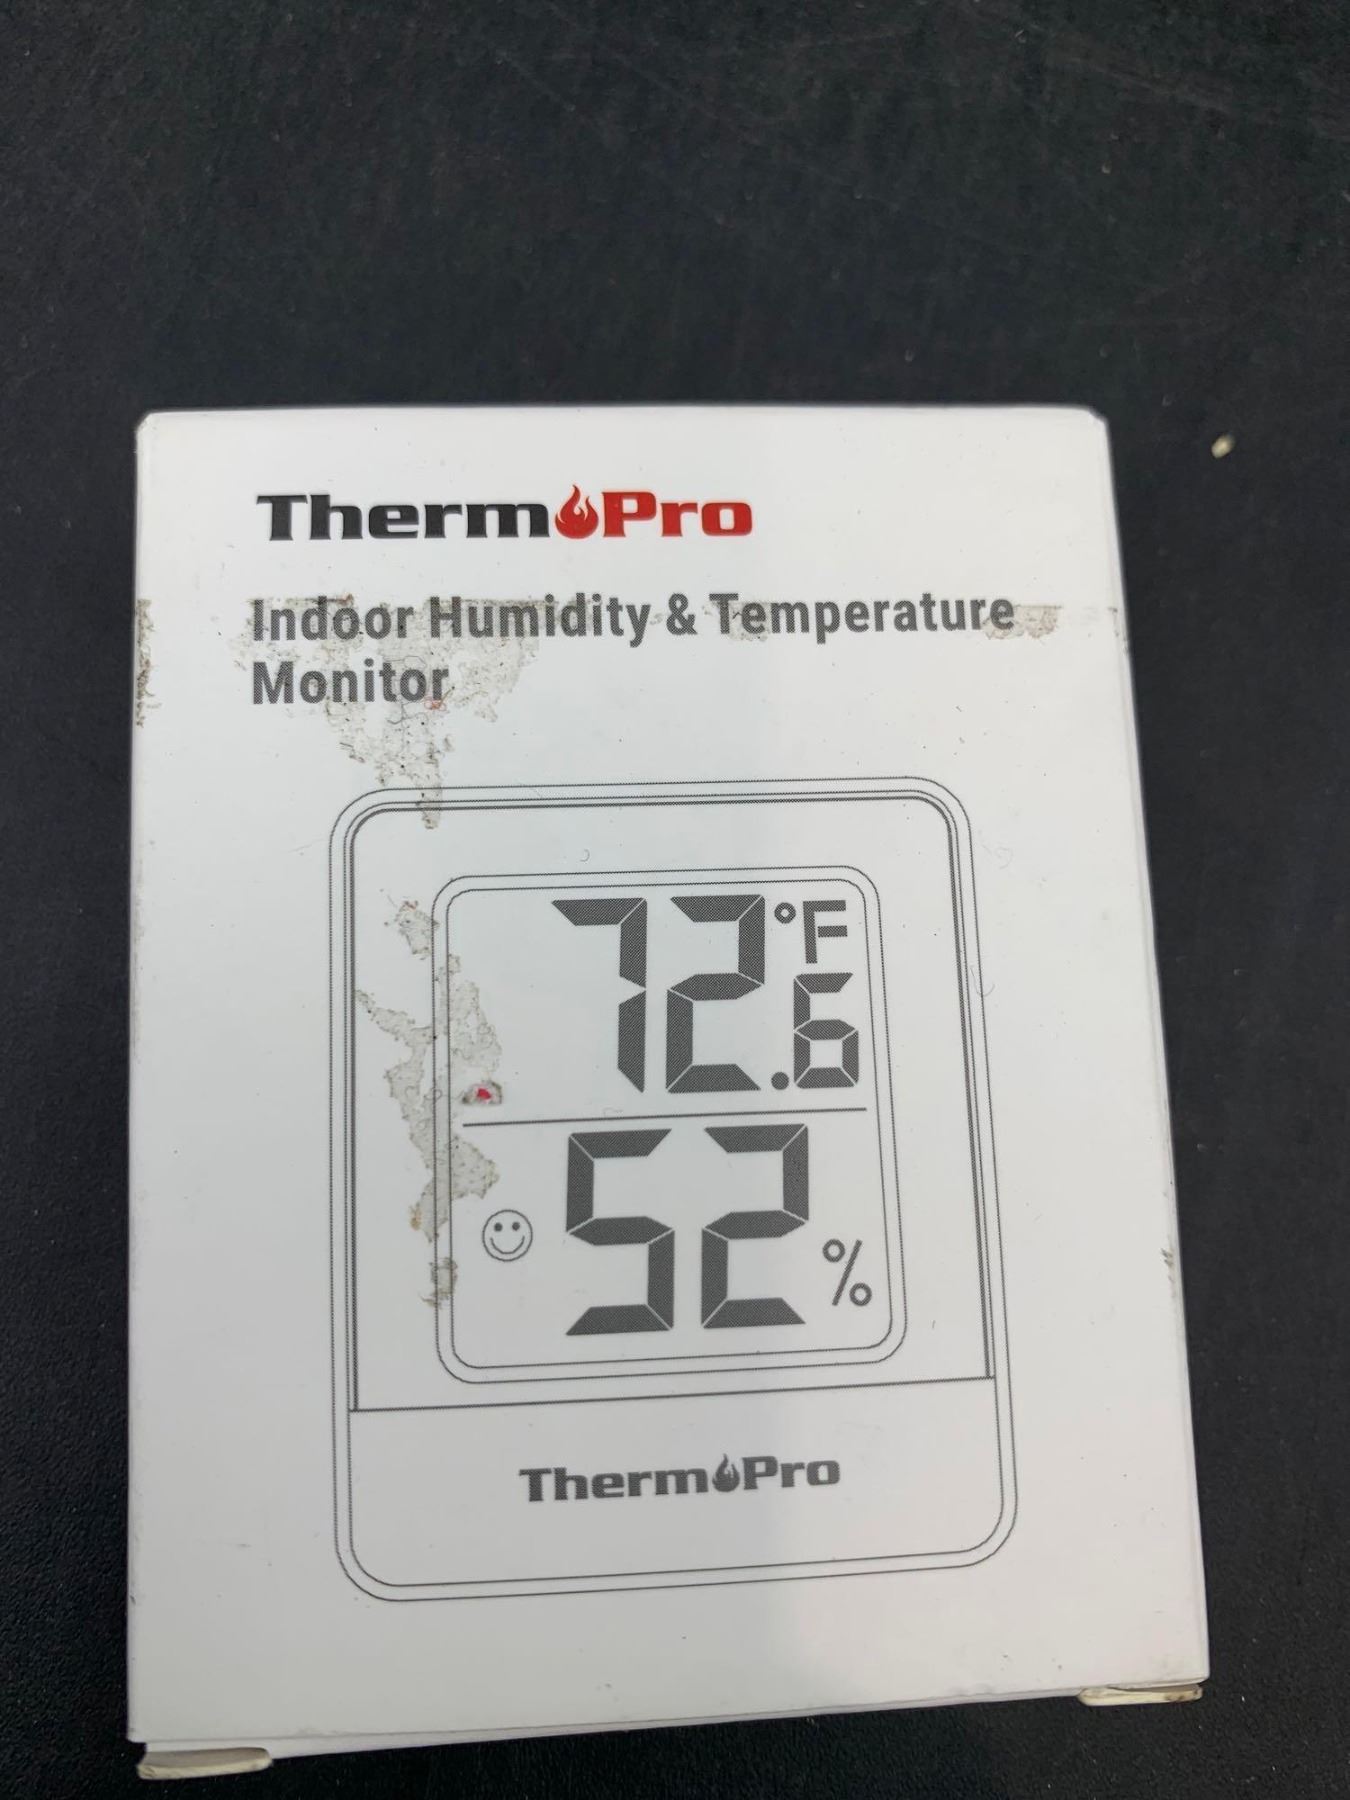 ThermoPro
Indoor Humidity & Temperature
Monitor
72.6°F
52%
ThermoPro